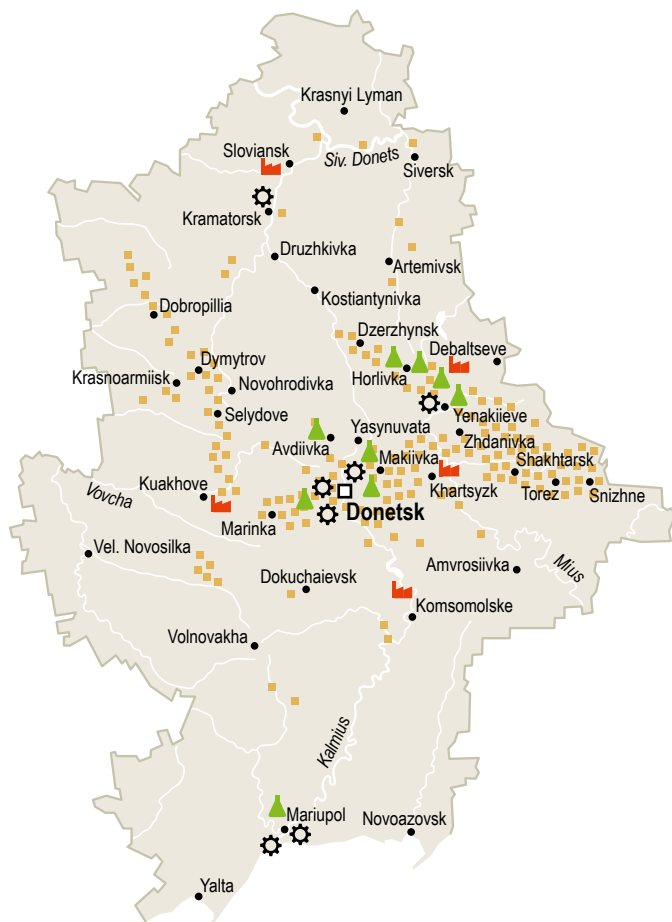 Krasnyi Lyman
Sloviansk
Siv. Donets
Siversk
Kramatorsk
Druzhkivka
Artemivsk
Kostiantynivka
Dobropillia
Dzerzhynsk
Debaltseve
Dymytrov
Horlivka
Krasnoarmiisk
Novohrodivka
Yenakiieve
Selydove
Yasynuvata
Zhdanivka
Avdiivka
Makiivka
Shakhtarsk
Kuakhove
Khartsyzk
Vovcha
Torez
Snizhne
Marinka
Donetsk
Vel. Novosilka
Mius
Amvrosiivka
Dokuchaievsk
Komsomolske
Volnovakha
Kalmius
Mariupol
Novoazovsk
Yalta